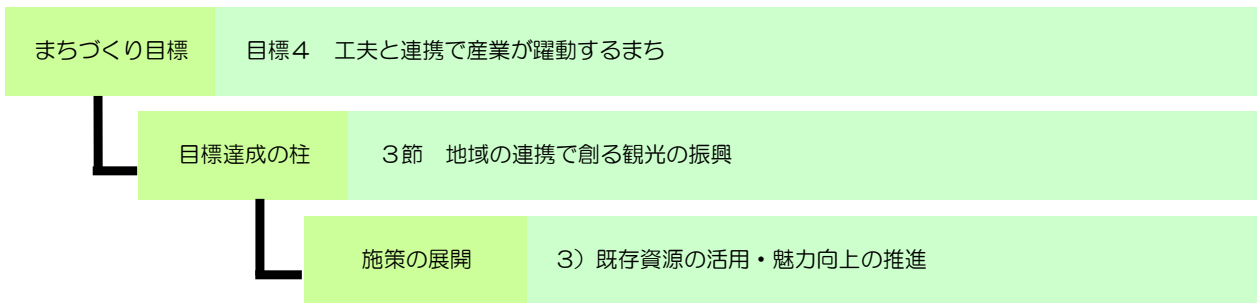 まちづくり目標　目標４　工夫と連携で産業が躍動するまち
目標達成の柱　３節　地域の連携で創る観光の振興
施策の展開　３）既存資源の活用・魅力向上の推進